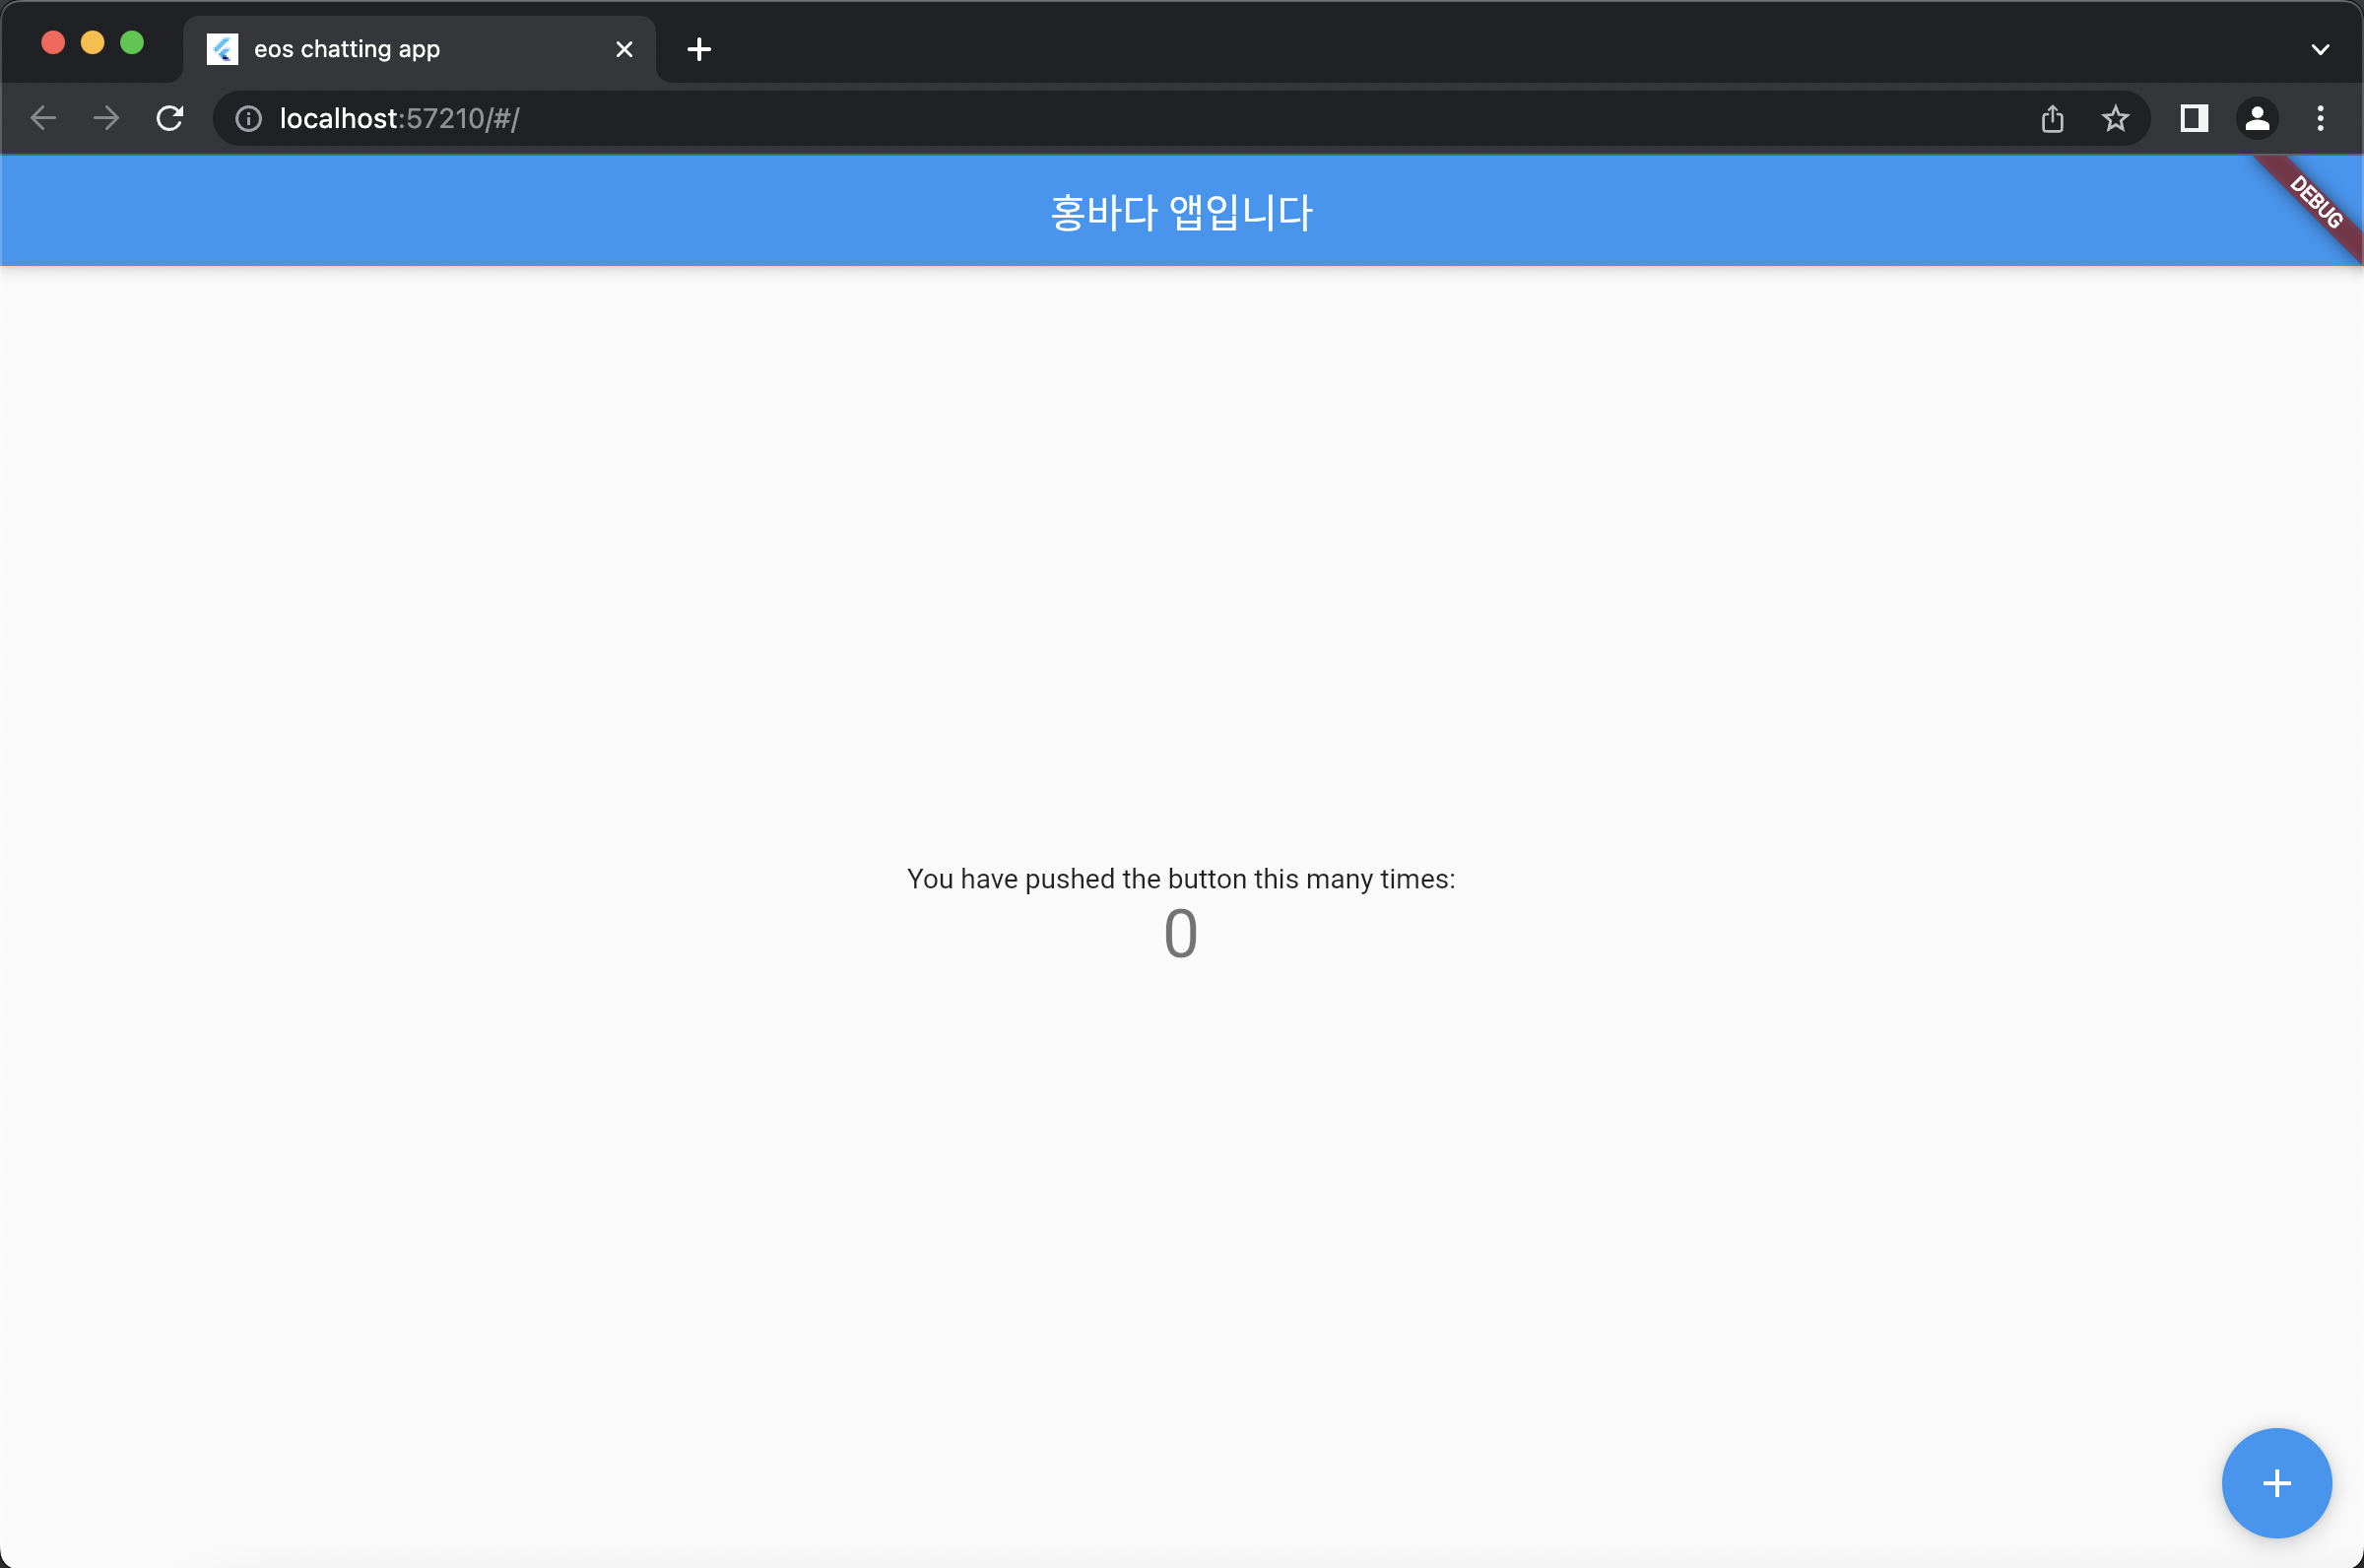 eos chatting app
localhost:57210/#/
홍바다 앱입니다
DEBUG
You have pushed the button this many times:
0